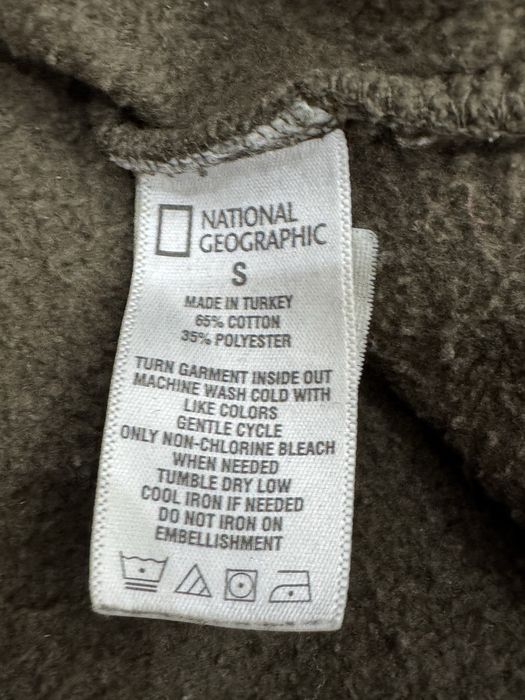 NATIONAL
GEOGRAPHIC
S
MADE IN TURKEY
65% COTTON
35% POLYESTER
TURN GARMENT INSIDE OUT
MACHINE WASH COLD WITH
LIKE COLORS
GENTLE CYCLE
ONLY NON-CHLORINE BLEACH
WHEN NEEDED
TUMBLE DRY LOW
COOL IRON IF NEEDED
DO NOT IRON ON
EMBELLISHMENT